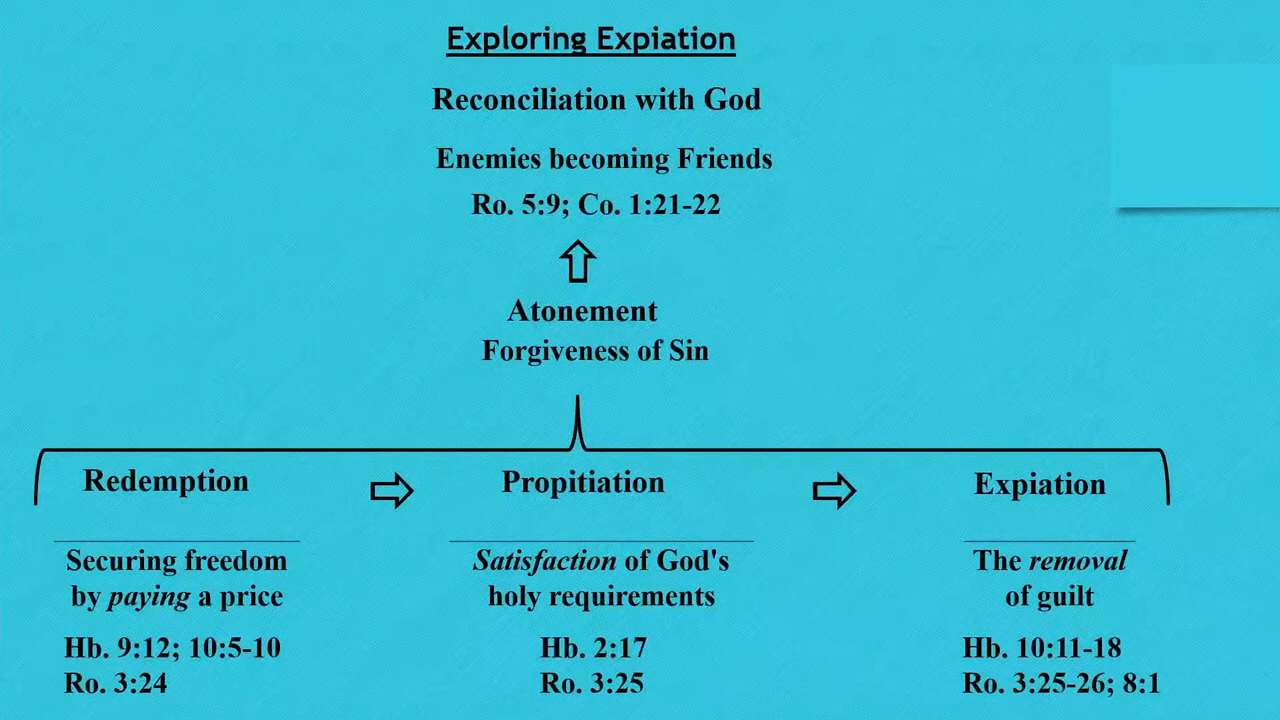 Exploring Expiation
Reconciliation with God
Enemies becoming Friends
Ro. 5:9; Co. 1:21-22
Atonement
Forgiveness of Sin
Redemption
Securing freedom
by paying a price
Hb. 9:12; 10:5-10
Ro. 3:24
Propitiation
Satisfaction of God's
holy requirements
Hb. 2:17
Ro. 3:25
Expiation
The removal
of guilt
Hb. 10:11-18
Ro. 3:25-26; 8:1